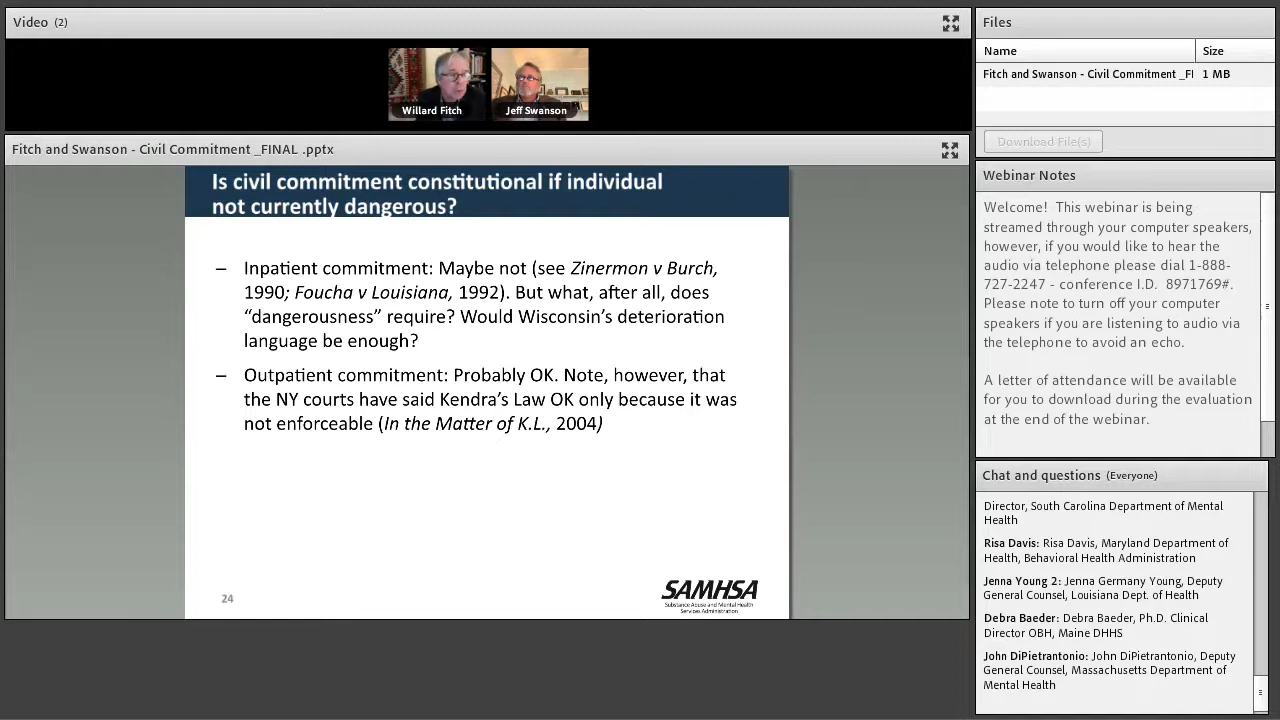 Video (2)
Willard Fitch
Jeff Swanson
Fitch and Swanson - Civil Commitment _FINAL .pptx
Is civil commitment constitutional if individual
not currently dangerous?
– Inpatient commitment: Maybe not (see Zinermon v Burch,
1990; Foucha v Louisiana, 1992). But what, after all, does
“dangerousness” require? Would Wisconsin’s deterioration
language be enough?
– Outpatient commitment: Probably OK. Note, however, that
the NY courts have said Kendra’s Law OK only because it was
not enforceable (In the Matter of K.L., 2004)
24
SAMHSA
Substance Abuse and Mental Health
Services Administration
Files
Name Size
Fitch and Swanson - Civil Commitment _FI 1 MB
Download File(s)
Webinar Notes
Welcome! This webinar is being
streamed through your computer speakers,
however, if you would like to hear the
audio via telephone please dial 1-888-
727-2247 - conference I.D. 8971769#.
Please note to turn off your computer
speakers if you are listening to audio via
the telephone to avoid an echo.
A letter of attendance will be available
for you to download during the evaluation
at the end of the webinar.
Chat and questions (Everyone)
Director, South Carolina Department of Mental
Health
Risa Davis: Risa Davis, Maryland Department of
Health, Behavioral Health Administration
Jenna Young 2: Jenna Germany Young, Deputy
General Counsel, Louisiana Dept. of Health
Debra Baeder: Debra Baeder, Ph.D. Clinical
Director OBH, Maine DHHS
John DiPietrantonio: John DiPietrantonio, Deputy
General Counsel, Massachusetts Department of
Mental Health